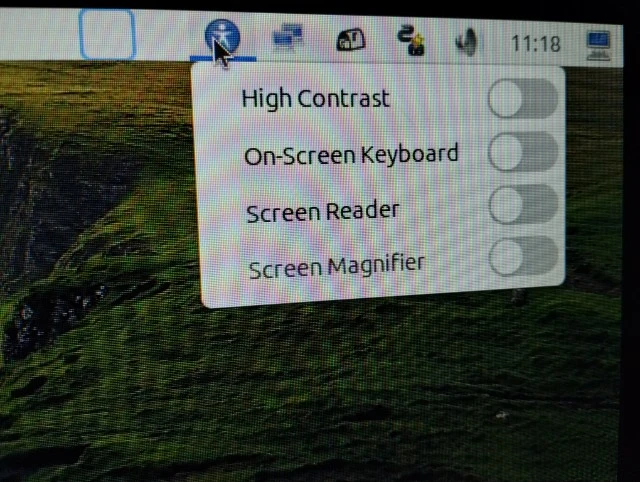 11:18
High Contrast
On-Screen Keyboard
Screen Reader
Screen Magnifier